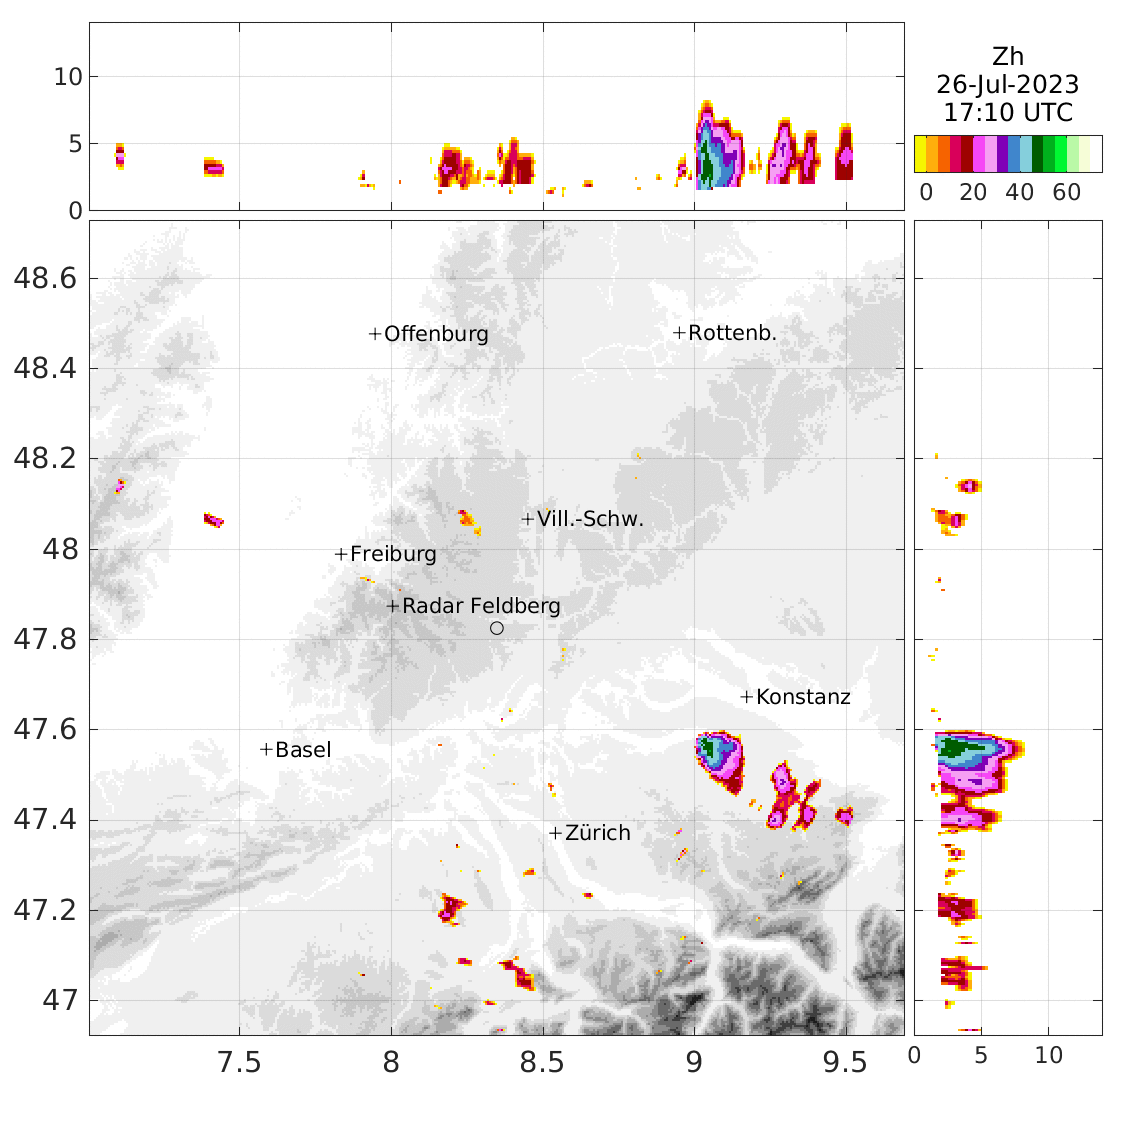 10
5
0
Zh
26-Jul-2023
17:10 UTC
0 20 40 60
48.6
48.4
48.2
48
47.8
47.6
47.4
47.2
47
+Offenburg
+Rottenb.
+Vill.-Schw.
+Freiburg
+Radar Feldberg
+Konstanz
+Basel
+Zürich
7.5 8 8.5 9 9.5
0 5 10